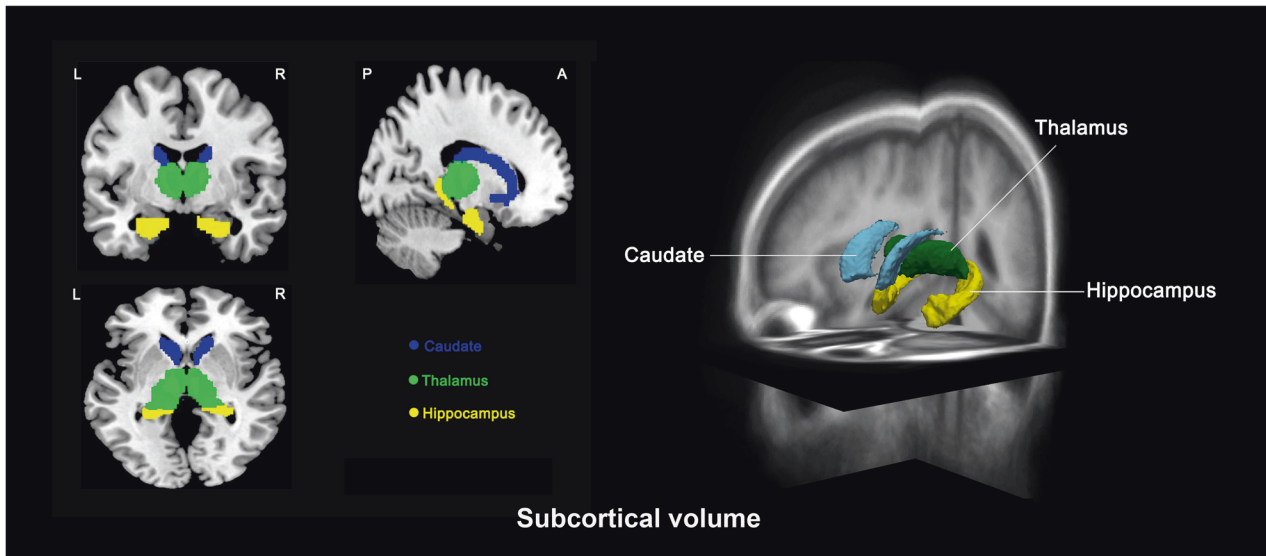 L R
P A
L R
Caudate
Thalamus
Hippocampus
Thalamus
Caudate
Hippocampus
Subcortical volume